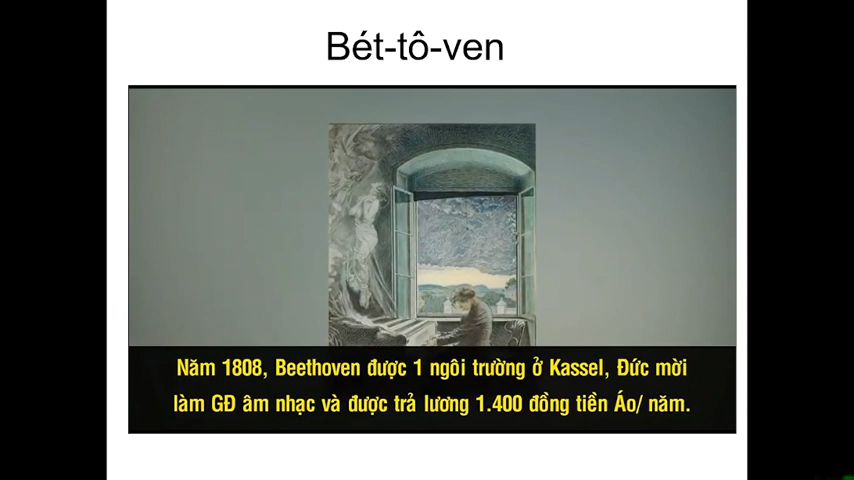 Bét-tô-ven
Năm 1808, Beethoven được 1 ngôi trường ở Kassel, Đức mời
làm GĐ âm nhạc và được trả lương 1.400 đồng tiền Áo/ năm.